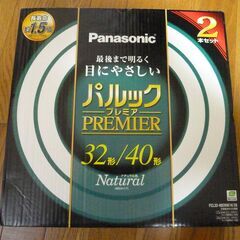 Panasonic
2
本セット
最後まで明るく
目にやさしい
パルック
プレミア
PREMIER
32形/40形
Natural